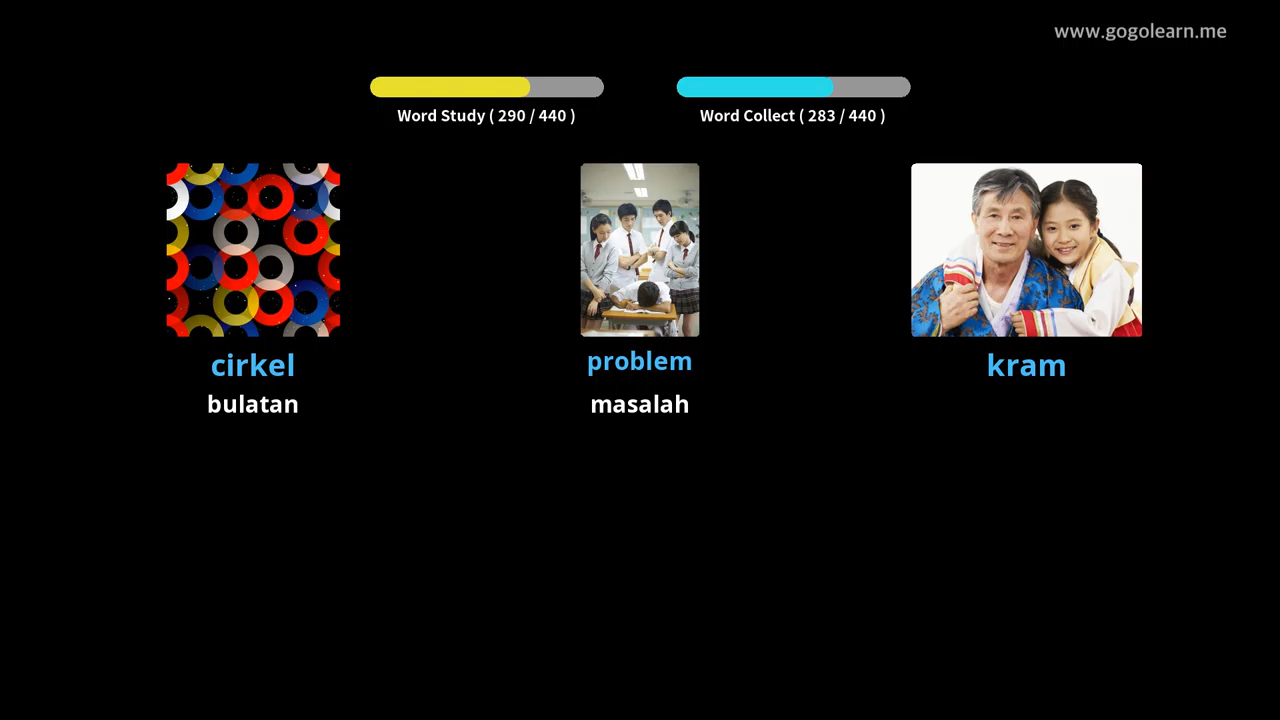 www.gogolearn.me
Word Study ( 290 / 440 )
Word Collect ( 283 / 440 )
cirkel
problem
kram
bulatan
masalah